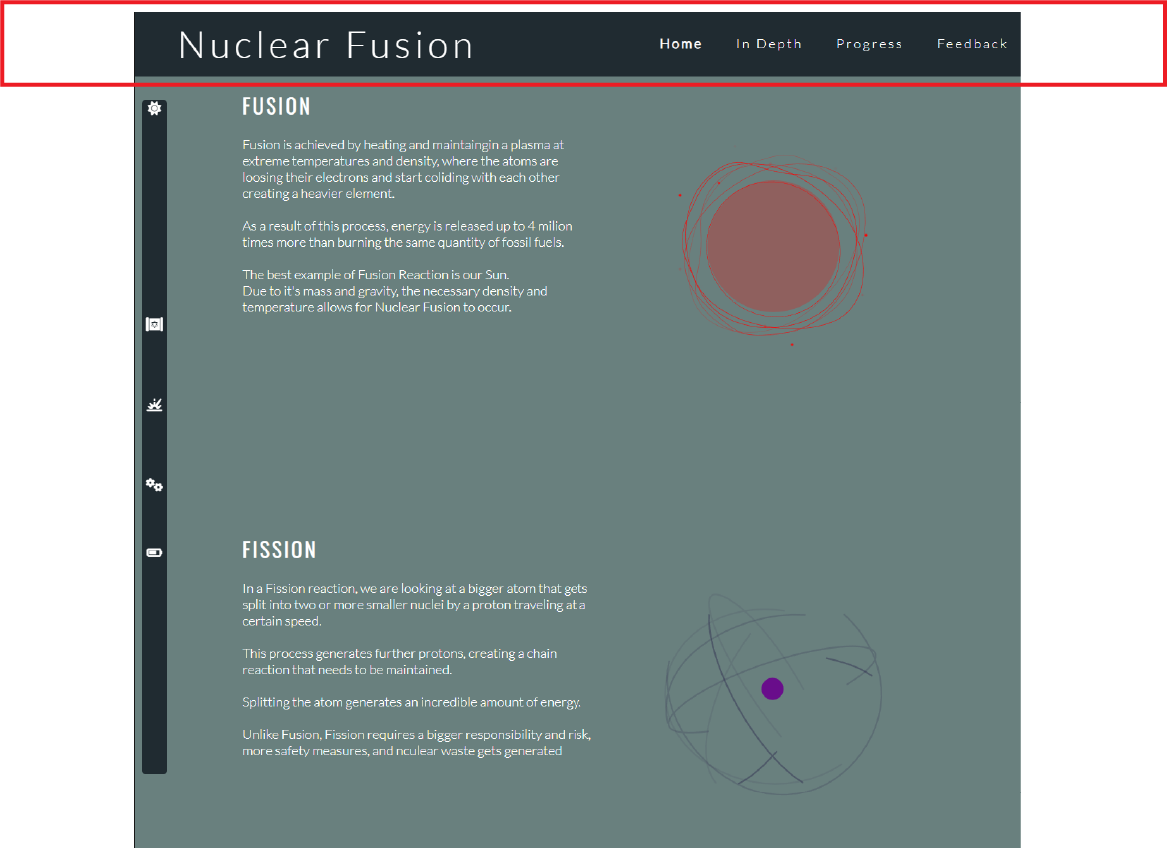 Nuclear Fusion
Home In Depth Progress Feedback
FUSION
Fusion is achieved by heating and maintaingin a plasma at
extreme temperatures and density, where the atoms are
loosing their electrons and start coliding with each other
creating a heavier element.
As a result of this process, energy is released up to 4 milion
times more than burning the same quantity of fossil fuels.
The best example of Fusion Reaction is our Sun.
Due to it's mass and gravity, the necessary density and
temperature allows for Nuclear Fusion to occur.
FISSION
In a Fission reaction, we are looking at a bigger atom that gets
split into two or more smaller nuclei by a proton traveling at a
certain speed.
This process generates further protons, creating a chain
reaction that needs to be maintained.
Splitting the atom generates an incredible amount of energy.
Unlike Fusion, Fission requires a bigger responsibility and risk,
more safety measures, and nculear waste gets generated